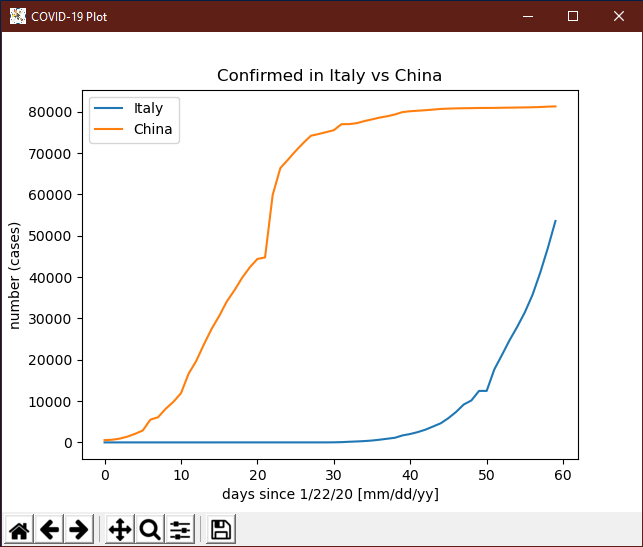 COVID-19 Plot
Confirmed in Italy vs China
Italy
China
80000
70000
60000
50000
40000
30000
20000
10000
0
number (cases)
0 10 20 30 40 50 60
days since 1/22/20 [mm/dd/yy]